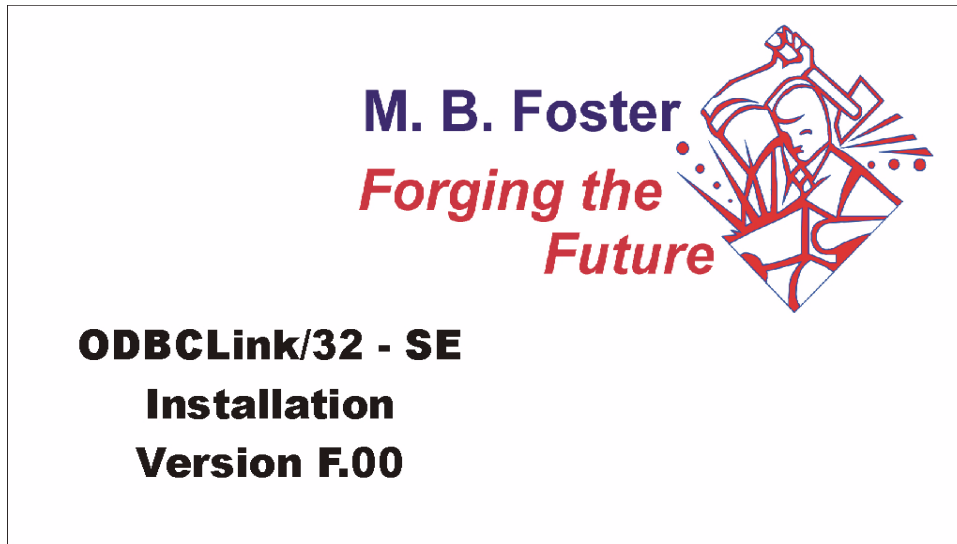 M. B. Foster
Forging the
Future
ODBCLink/32 - SE
Installation
Version F.00